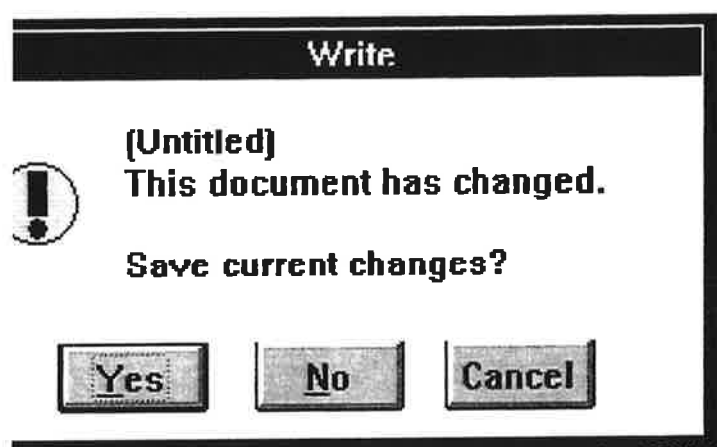 Write
(Untitled)
This document has changed.
Save current changes?
Yes No Cancel